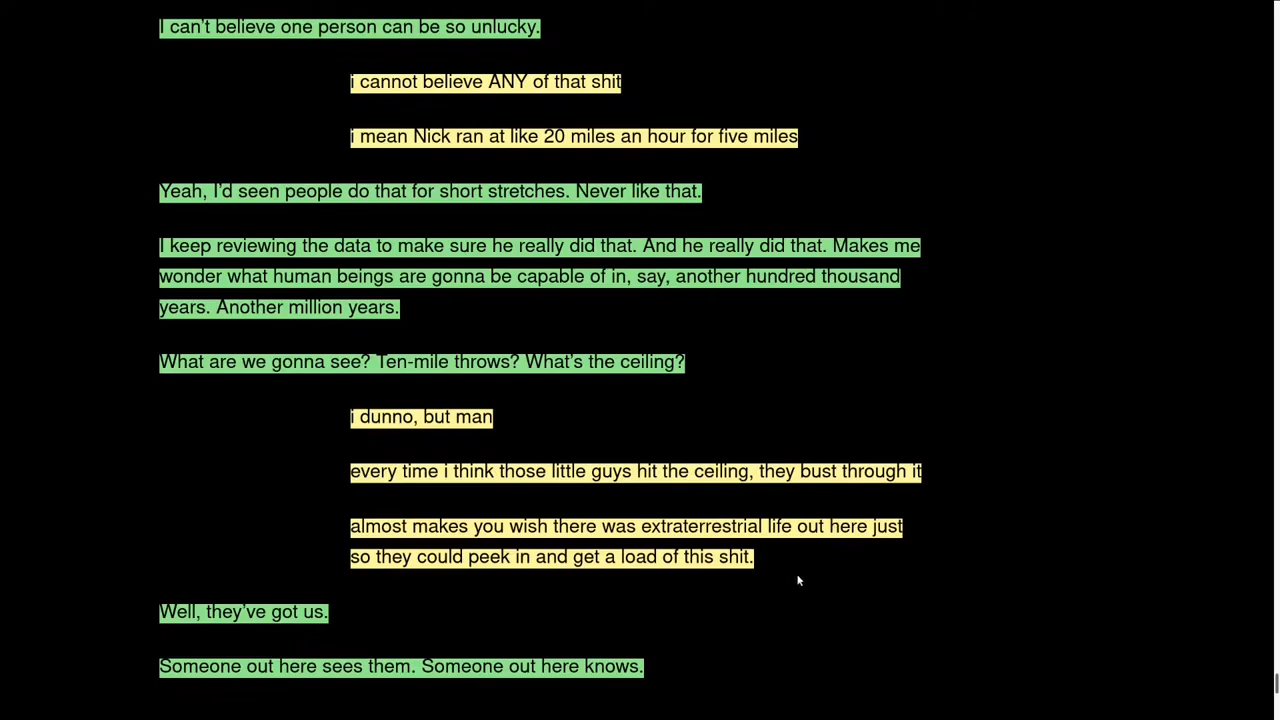 I can't believe one person can be so unlucky.
i cannot believe ANY of that shit
i mean Nick ran at like 20 miles an hour for five miles
Yeah, I'd seen people do that for short stretches. Never like that.
I keep reviewing the data to make sure he really did that. And he really did that. Makes me
wonder what human beings are gonna be capable of in, say, another hundred thousand
years. Another million years.
What are we gonna see? Ten-mile throws? What's the ceiling?
i dunno, but man
every time i think those little guys hit the ceiling, they bust through it
almost makes you wish there was extraterrestrial life out here just
so they could peek in and get a load of this shit.
Well, they've got us.
Someone out here sees them. Someone out here knows.